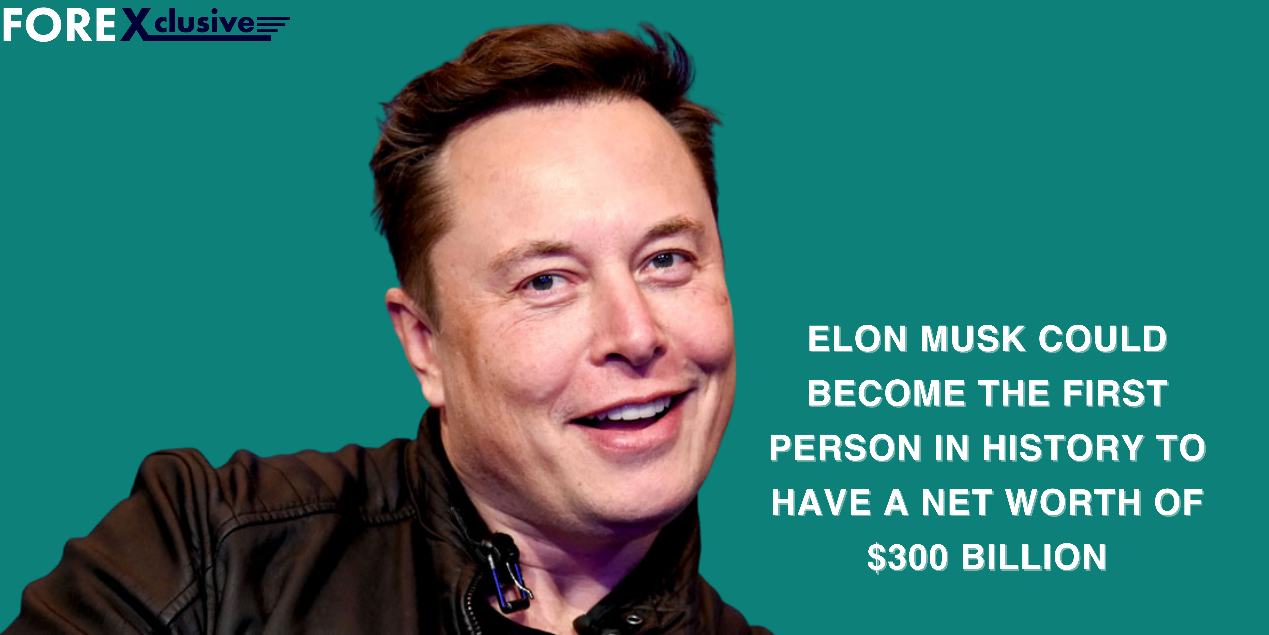 FOREXclusive
ELON MUSK COULD
BECOME THE FIRST
PERSON IN HISTORY TO
HAVE A NET WORTH OF
$300 BILLION